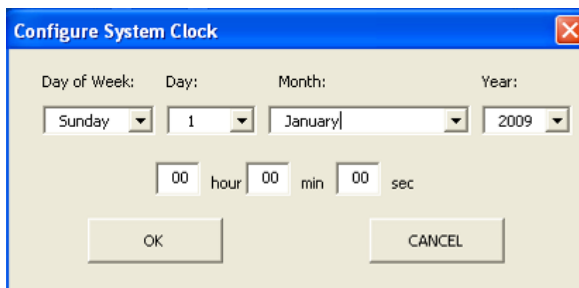 Configure System Clock
Day of Week: Day: Month: Year:
Sunday 1 January 2009
00 hour 00 min 00 sec
OK CANCEL